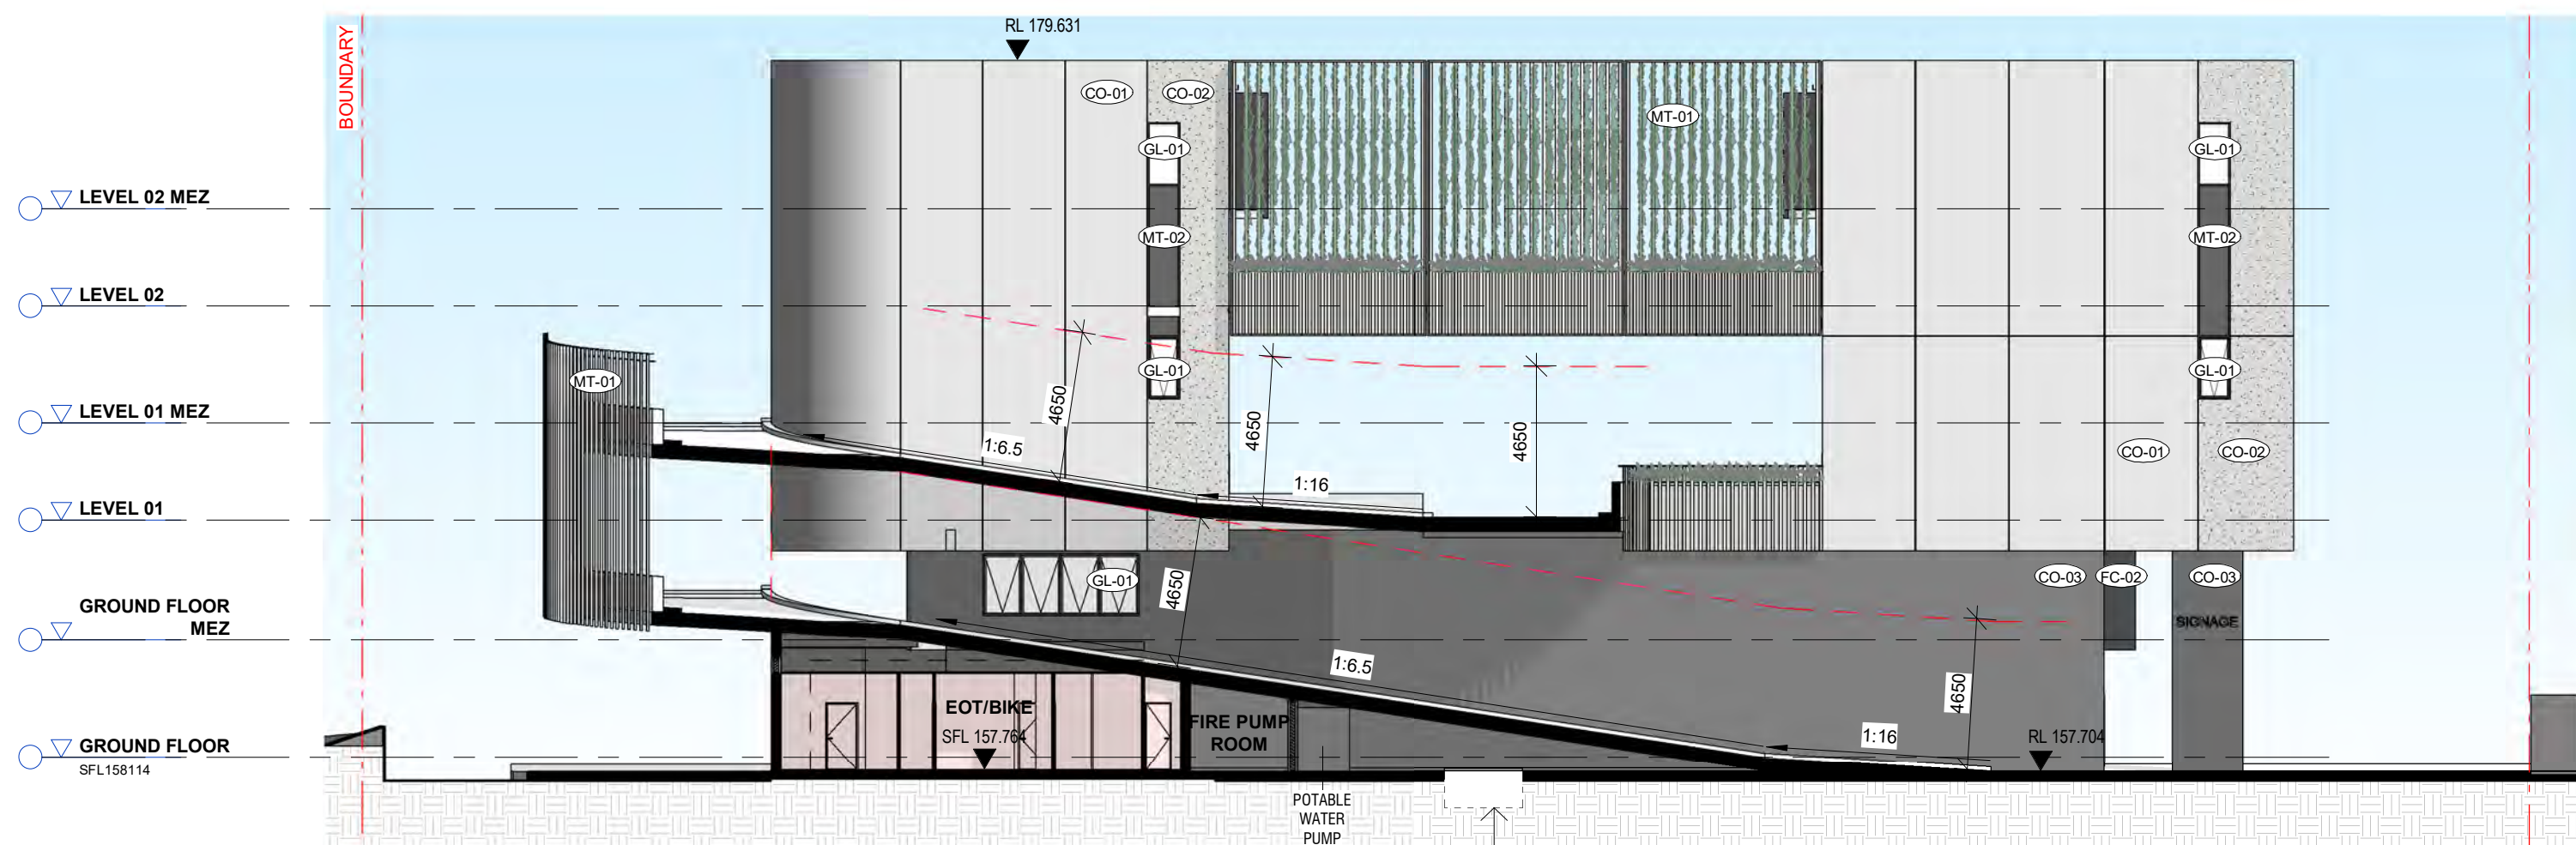 BOUNDARY
RL 179.631
CO-01
CO-02
MT-01
GL-01
GL-01
LEVEL 02 MEZ
MT-02
MT-02
LEVEL 02
GL-01
GL-01
MT-01
LEVEL 01 MEZ
4650
4650
4650
1:6.5
CO-01
CO-02
1:16
LEVEL 01
GL-01
4650
CO-03
FC-02
CO-03
GROUND FLOOR
MEZ
SIGNAGE
1:6.5
4650
EOT/BIKE
SFL 157.764
FIRE PUMP
ROOM
1:16
RL 157.704
GROUND FLOOR
SFL158114
POTABLE
WATER
PUMP